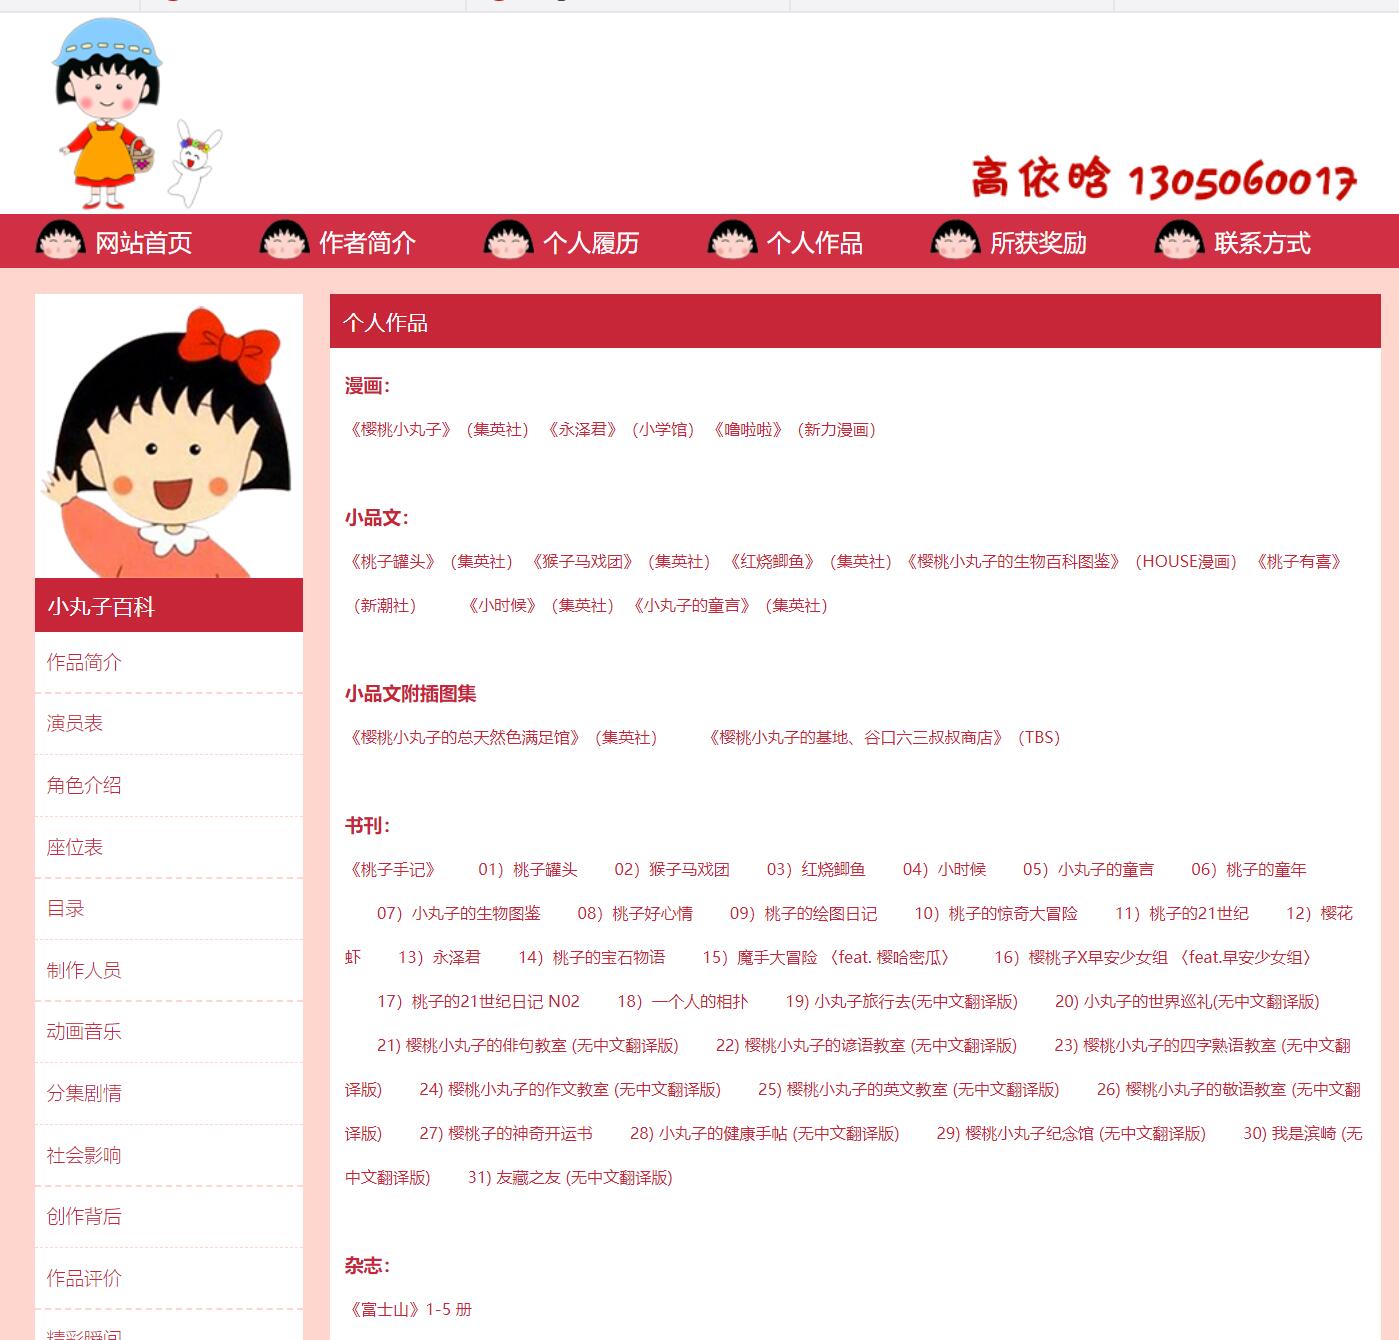 高依晗 1305060017
网站首页 作者简介 个人履历 个人作品 所获奖励 联系方式
小丸子百科
作品简介
演员表
角色介绍
座位表
目录
制作人员
动画音乐
分集剧情
社会影响
创作背后
作品评价
精彩瞬间
个人作品
漫画：
《樱桃小丸子》（集英社） 《永泽君》（小学馆） 《噜啦啦》（新力漫画）
小品文：
《桃子罐头》（集英社） 《猴子马戏团》（集英社） 《红烧鲫鱼》（集英社） 《樱桃小丸子的生物百科图鉴》（HOUSE漫画） 《桃子有喜》
（新潮社） 《小时候》（集英社） 《小丸子的童言》（集英社）
小品文附插图集
《樱桃小丸子的总天然色满足馆》（集英社） 《樱桃小丸子的基地、谷口六三叔叔商店》（TBS）
书刊：
《桃子手记》 01）桃子罐头 02）猴子马戏团 03）红烧鲫鱼 04）小时候 05）小丸子的童言 06）桃子的童年
07）小丸子的生物图鉴 08）桃子好心情 09）桃子的绘图日记 10）桃子的惊奇大冒险 11）桃子的21世纪 12）樱花
虾 13）永泽君 14）桃子的宝石物语 15）魔手大冒险 〈feat. 樱哈密瓜〉 16）樱桃子X早安少女组 〈feat.早安少女组〉
17）桃子的21世纪日记 N02 18）一个人的相扑 19) 小丸子旅行去(无中文翻译版) 20) 小丸子的世界巡礼(无中文翻译版)
21) 樱桃小丸子的俳句教室 (无中文翻译版) 22) 樱桃小丸子的谚语教室 (无中文翻译版) 23) 樱桃小丸子的四字熟语教室 (无中文翻
译版) 24) 樱桃小丸子的作文教室 (无中文翻译版) 25) 樱桃小丸子的英文教室 (无中文翻译版) 26) 樱桃小丸子的敬语教室 (无中文翻
译版) 27) 樱桃子的神奇开运书 28) 小丸子的健康手帖 (无中文翻译版) 29) 樱桃小丸子纪念馆 (无中文翻译版) 30) 我是滨崎 (无
中文翻译版) 31) 友藏之友 (无中文翻译版)
杂志：
《富士山》1-5 册